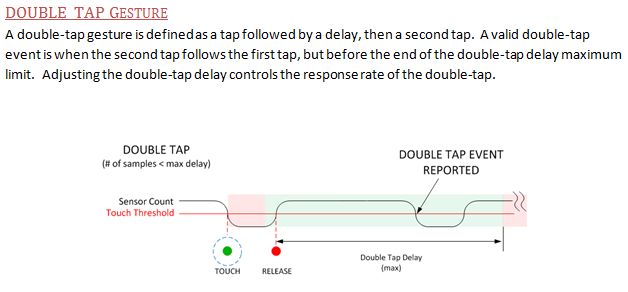 DOUBLE TAP GESTURE
A double-tap gesture is defined as a tap followed by a delay, then a second tap. A valid double-tap
event is when the second tap follows the first tap, but before the end of the double-tap delay maximum
limit. Adjusting the double-tap delay controls the response rate of the double-tap.
DOUBLE TAP
(# of samples < max delay)
DOUBLE TAP EVENT
REPORTED
Sensor Count
Touch Threshold
Double Tap Delay
(max)
TOUCH
RELEASE